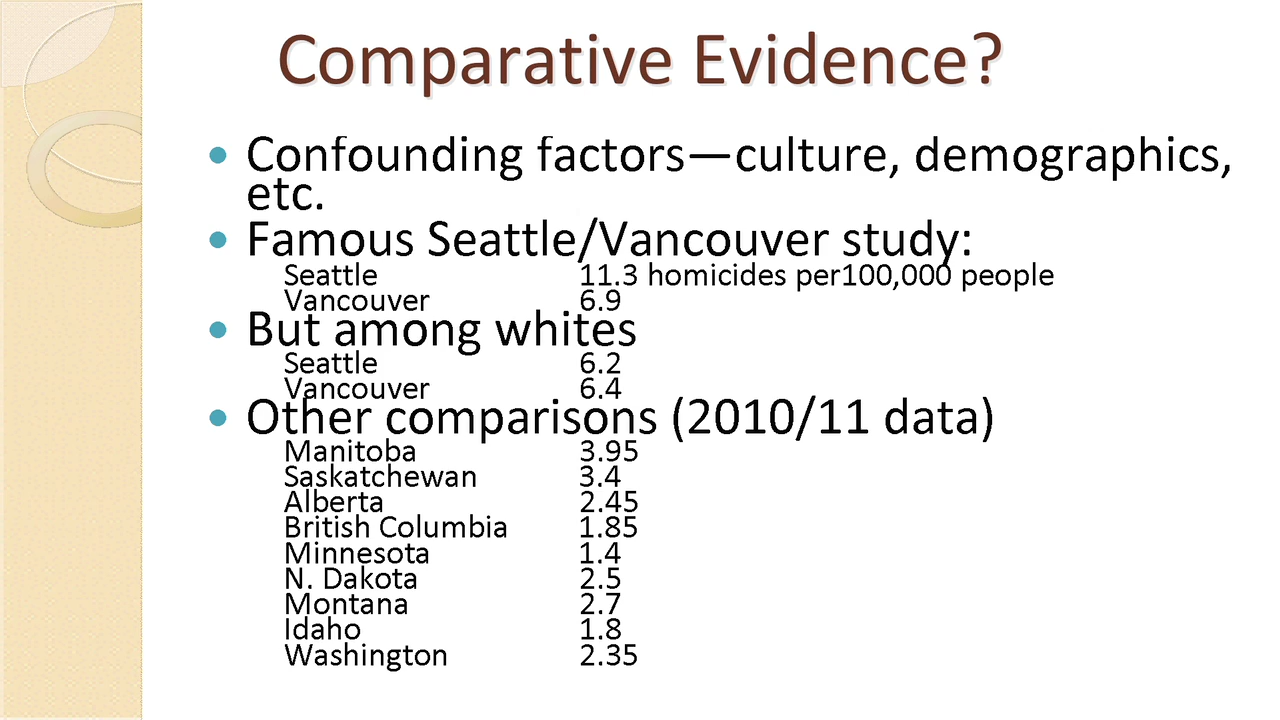 Comparative Evidence?
• Confounding factors—culture, demographics,
etc.
• Famous Seattle/Vancouver study:
Seattle 11.3 homicides per100,000 people
Vancouver 6.9
• But among whites
Seattle 6.2
Vancouver 6.4
• Other comparisons (2010/11 data)
Manitoba 3.95
Saskatchewan 3.4
Alberta 2.45
British Columbia 1.85
Minnesota 1.4
N. Dakota 2.5
Montana 2.7
Idaho 1.8
Washington 2.35